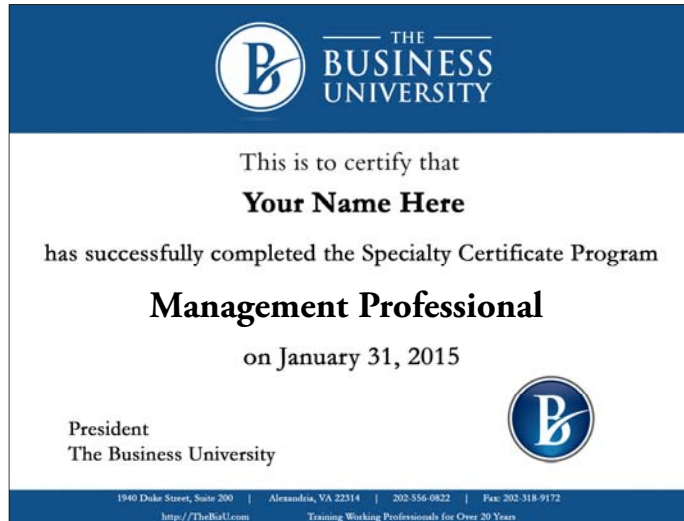 THE
BUSINESS
UNIVERSITY
This is to certify that
Your Name Here
has successfully completed the Specialty Certificate Program
Management Professional
on January 31, 2015
President
The Business University
1940 Duke Street, Suite 200 | Alexandria, VA 22314 | 202-556-0822 | Fax: 202-318-9172
http://TheBizU.com Training Working Professionals for Over 20 Years